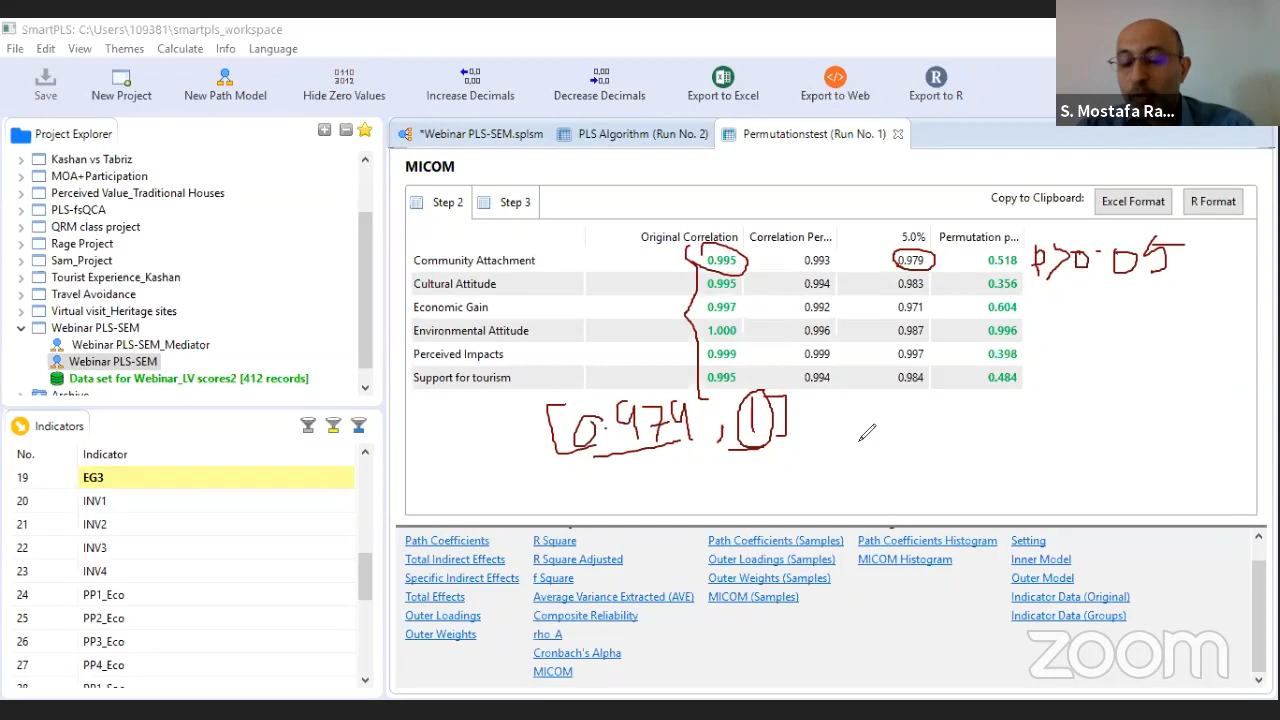 SmartPLS: C:\Users\109381\smartpls_workspace
File Edit View Themes Calculate Info Language
Save
New Project
New Path Model
Hide Zero Values
Increase Decimals
Decrease Decimals
Export to Excel
Export to Web
Export to R
S. Mostafa Ra...
Project Explorer
Kashan vs Tabriz
MOA+Participation
Perceived Value_Traditional Houses
PLS-fsQCA
QRM class project
Rage Project
Sam_Project
Tourist Experience_Kashan
Travel Avoidance
Virtual visit_Heritage sites
Webinar PLS-SEM
Webinar PLS-SEM_Mediator
Webinar PLS-SEM
Data set for Webinar_LV scores2 [412 records]
Indicators
No. Indicator
19 EG3
20 INV1
21 INV2
22 INV3
23 INV4
24 PP1_Eco
25 PP2_Eco
26 PP3_Eco
27 PP4_Eco
*Webinar PLS-SEM.splsm
PLS Algorithm (Run No. 2)
Permutationstest (Run No. 1)
MICOM
Step 2 Step 3
Copy to Clipboard: Excel Format R Format
Original Correlation Correlation Per... 5.0% Permutation p...
Community Attachment 0.995 0.993 0.979 0.518
p>0.05
Cultural Attitude 0.995 0.994 0.983 0.356
Economic Gain 0.997 0.992 0.971 0.604
Environmental Attitude 1.000 0.996 0.987 0.996
Perceived Impacts 0.999 0.999 0.997 0.398
Support for tourism 0.995 0.994 0.984 0.484
[0.979, 1]
Path Coefficients R Square Path Coefficients (Samples) Path Coefficients Histogram Setting
Total Indirect Effects R Square Adjusted Outer Loadings (Samples) MICOM Histogram Inner Model
Specific Indirect Effects f Square Outer Weights (Samples) Outer Model
Total Effects Average Variance Extracted (AVE) MICOM (Samples) Indicator Data (Original)
Outer Loadings Composite Reliability Indicator Data (Groups)
Outer Weights rho_A
Cronbach's Alpha
MICOM
zoom